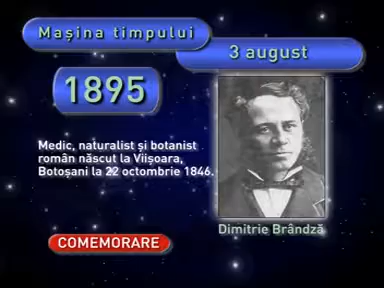 Mașina timpului
3 august
1895
Medic, naturalist și botanist
român născut la Viișoara,
Botoșani la 22 octombrie 1846.
Dimitrie Brândză
COMEMORARE